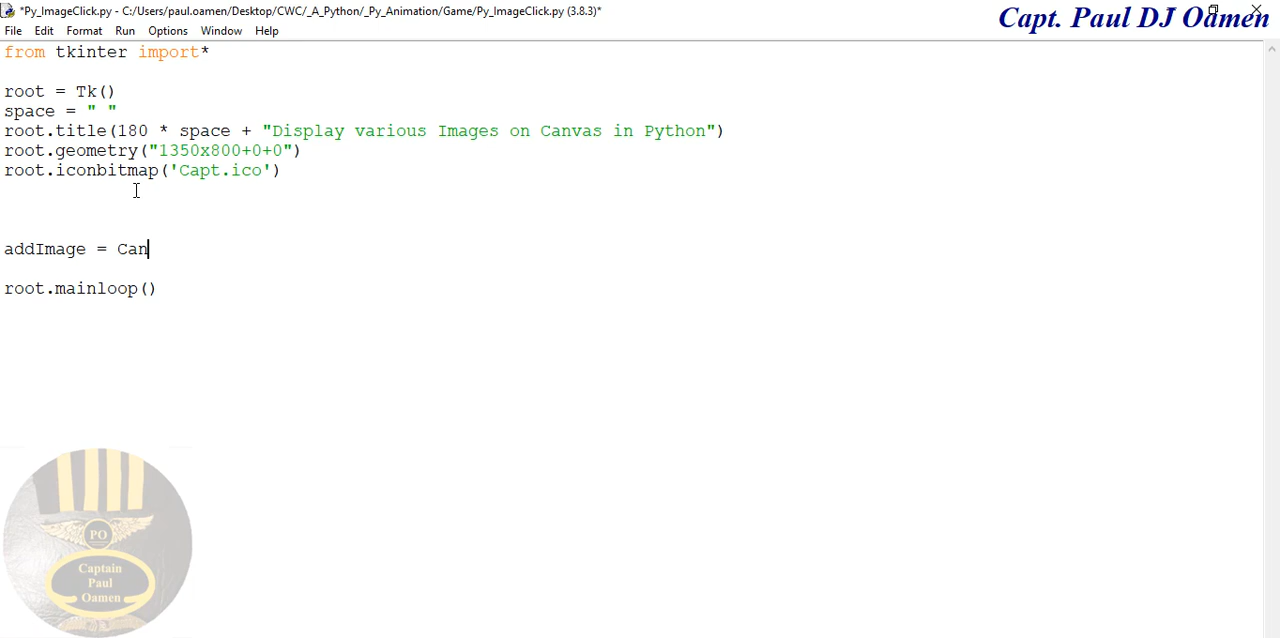 *Py_ImageClick.py - C:/Users/paul.oamen/Desktop/CWC/_A_Python/_Py_Animation/Game/Py_ImageClick.py (3.8.3)*
Capt. Paul DJ Oamen
File Edit Format Run Options Window Help
from tkinter import*
root = Tk()
space = " "
root.title(180 * space + "Display various Images on Canvas in Python")
root.geometry("1350x800+0+0")
root.iconbitmap('Capt.ico')
addImage = Can
root.mainloop()
PO
Captain
Paul
Oamen